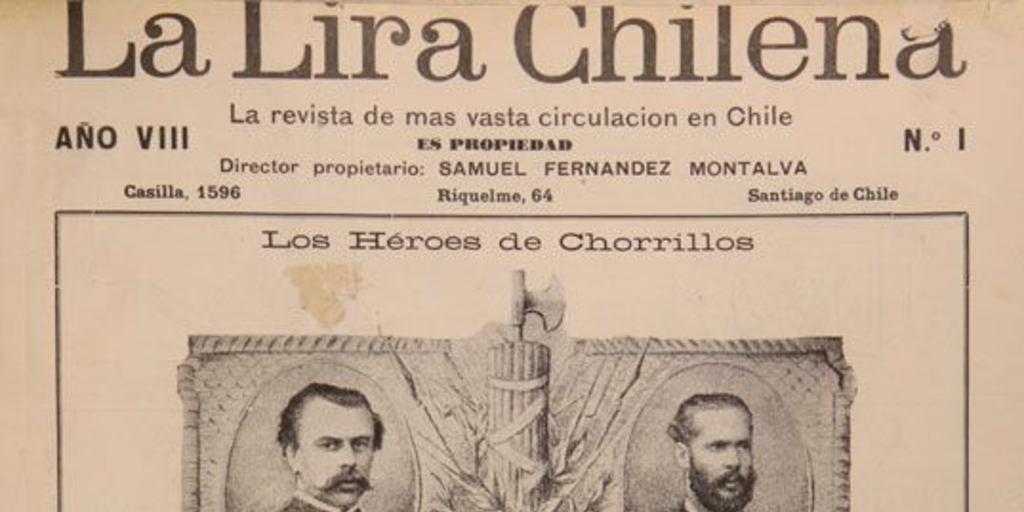 La Lira Chilena
La revista de mas vasta circulacion en Chile
AÑO VIII
ES PROPIEDAD
N.° I
Director propietario: SAMUEL FERNANDEZ MONTALVA
Casilla, 1596 Riquelme, 64 Santiago de Chile
Los Héroes de Chorrillos